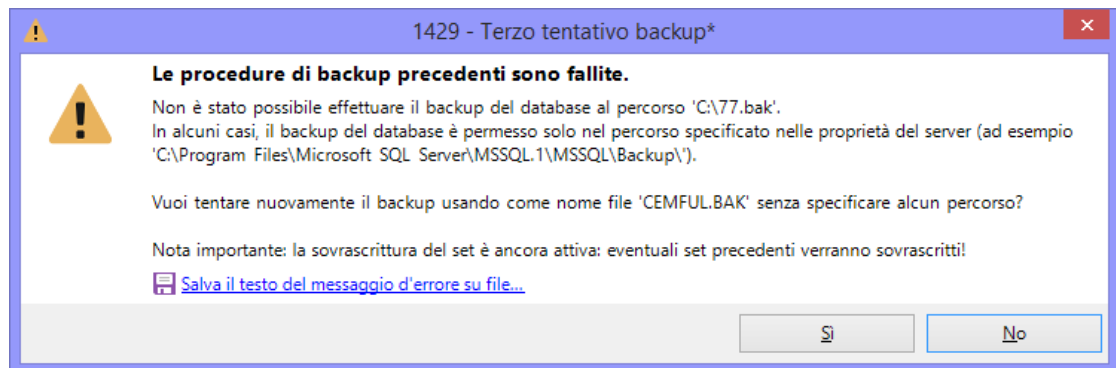 1429 - Terzo tentativo backup*
Le procedure di backup precedenti sono fallite.
Non è stato possibile effettuare il backup del database al percorso 'C:\77.bak'.
In alcuni casi, il backup del database è permesso solo nel percorso specificato nelle proprietà del server (ad esempio
'C:\Program Files\Microsoft SQL Server\MSSQL.1\MSSQL\Backup\').
Vuoi tentare nuovamente il backup usando come nome file 'CEMFUL.BAK' senza specificare alcun percorso?
Nota importante: la sovrascrittura del set è ancora attiva: eventuali set precedenti verranno sovrascritti!
Salva il testo del messaggio d'errore su file...
Sì No